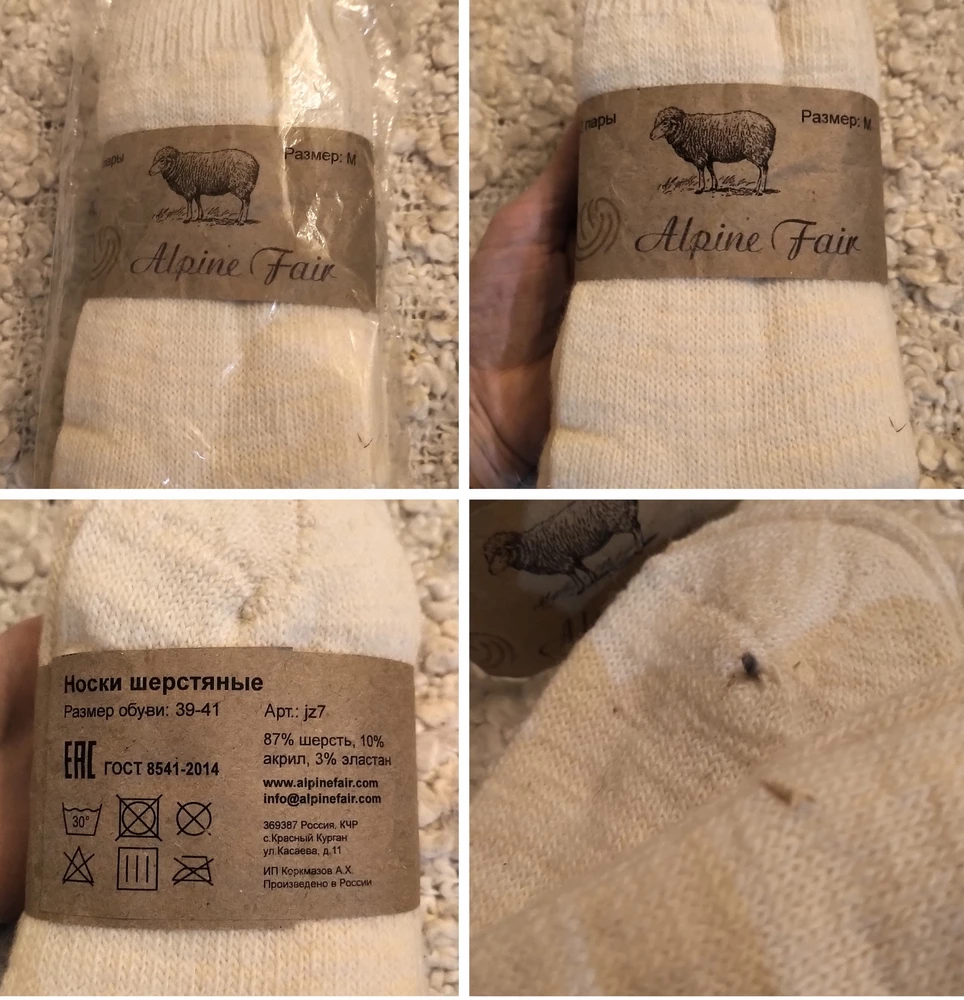 пары
Размер: М
Alpine Fair
пары
Размер: М
Alpine Fair
Носки шерстяные
Размер обуви: 39-41
Арт.: jz7
EAC ГОСТ 8541-2014
87% шерсть, 10%
акрил, 3% эластан
www.alpinefair.com
info@alpinefair.com
30°
369387 Россия, КЧР
с.Красный Курган
ул.Касаева, д.11
ИП Коркмазов А.Х.
Произведено в России